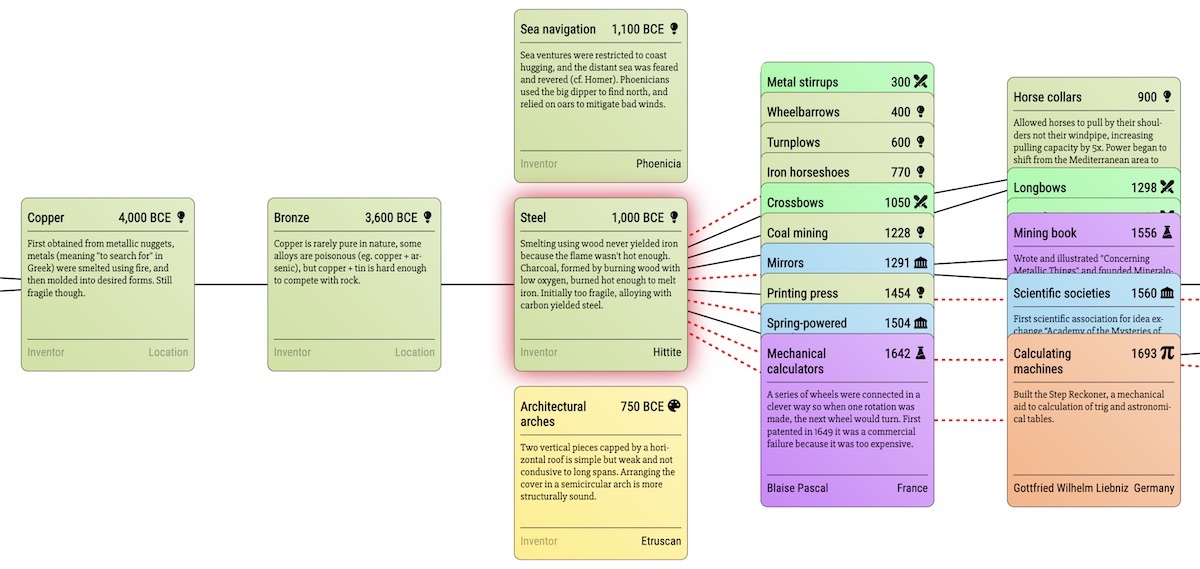 Copper 4,000 BCE
First obtained from metallic nuggets,
metals (meaning "to search for" in
Greek) were smelted using fire, and
then molded into desired forms. Still
fragile though.
Inventor Location
Bronze 3,600 BCE
Copper is rarely pure in nature, some
alloys are poisonous (eg. copper + ar-
senic), but copper + tin is hard enough
to compete with rock.
Inventor Location
Sea navigation 1,100 BCE
Sea ventures were restricted to coast
hugging, and the distant sea was feared
and revered (cf. Homer). Phoenicians
used the big dipper to find north, and
relied on oars to mitigate bad winds.
Inventor Phoenicia
Steel 1,000 BCE
Smelting using wood never yielded iron
because the flame wasn't hot enough.
Charcoal, formed by burning wood with
low oxygen, burned hot enough to melt
iron. Initially too fragile, alloying with
carbon yielded steel.
Inventor Hittite
Architectural 750 BCE
arches
Two vertical pieces capped by a hori-
zontal roof is simple but weak and not
condusive to long spans. Arranging the
cover in a semicircular arch is more
structurally sound.
Inventor Etruscan
Metal stirrups 300
Wheelbarrows 400
Turnplows 600
Iron horseshoes 770
Crossbows 1050
Coal mining 1228
Mirrors 1291
Printing press 1454
Spring-powered 1504
Mechanical 1642
calculators
A series of wheels were connected in a
clever way so when one rotation was
made, the next wheel would turn. First
patented in 1649 it was a commercial
failure because it was too expensive.
Blaise Pascal France
Horse collars 900
Allowed horses to pull by their shoul-
ders not their windpipe, increasing
pulling capacity by 5x. Power began to
shift from the Mediterranean area to
Longbows 1298
Mining book 1556
Wrote and illustrated "Concerning
Metallic Things" and founded Mineralo-
Scientific societies 1560
First scientific association for idea ex-
change "Academy of the Mysteries of
Calculating 1693
machines
Built the Step Reckoner, a mechanical
aid to calculation of trig and astronomi-
cal tables.
Gottfried Wilhelm Liebniz Germany